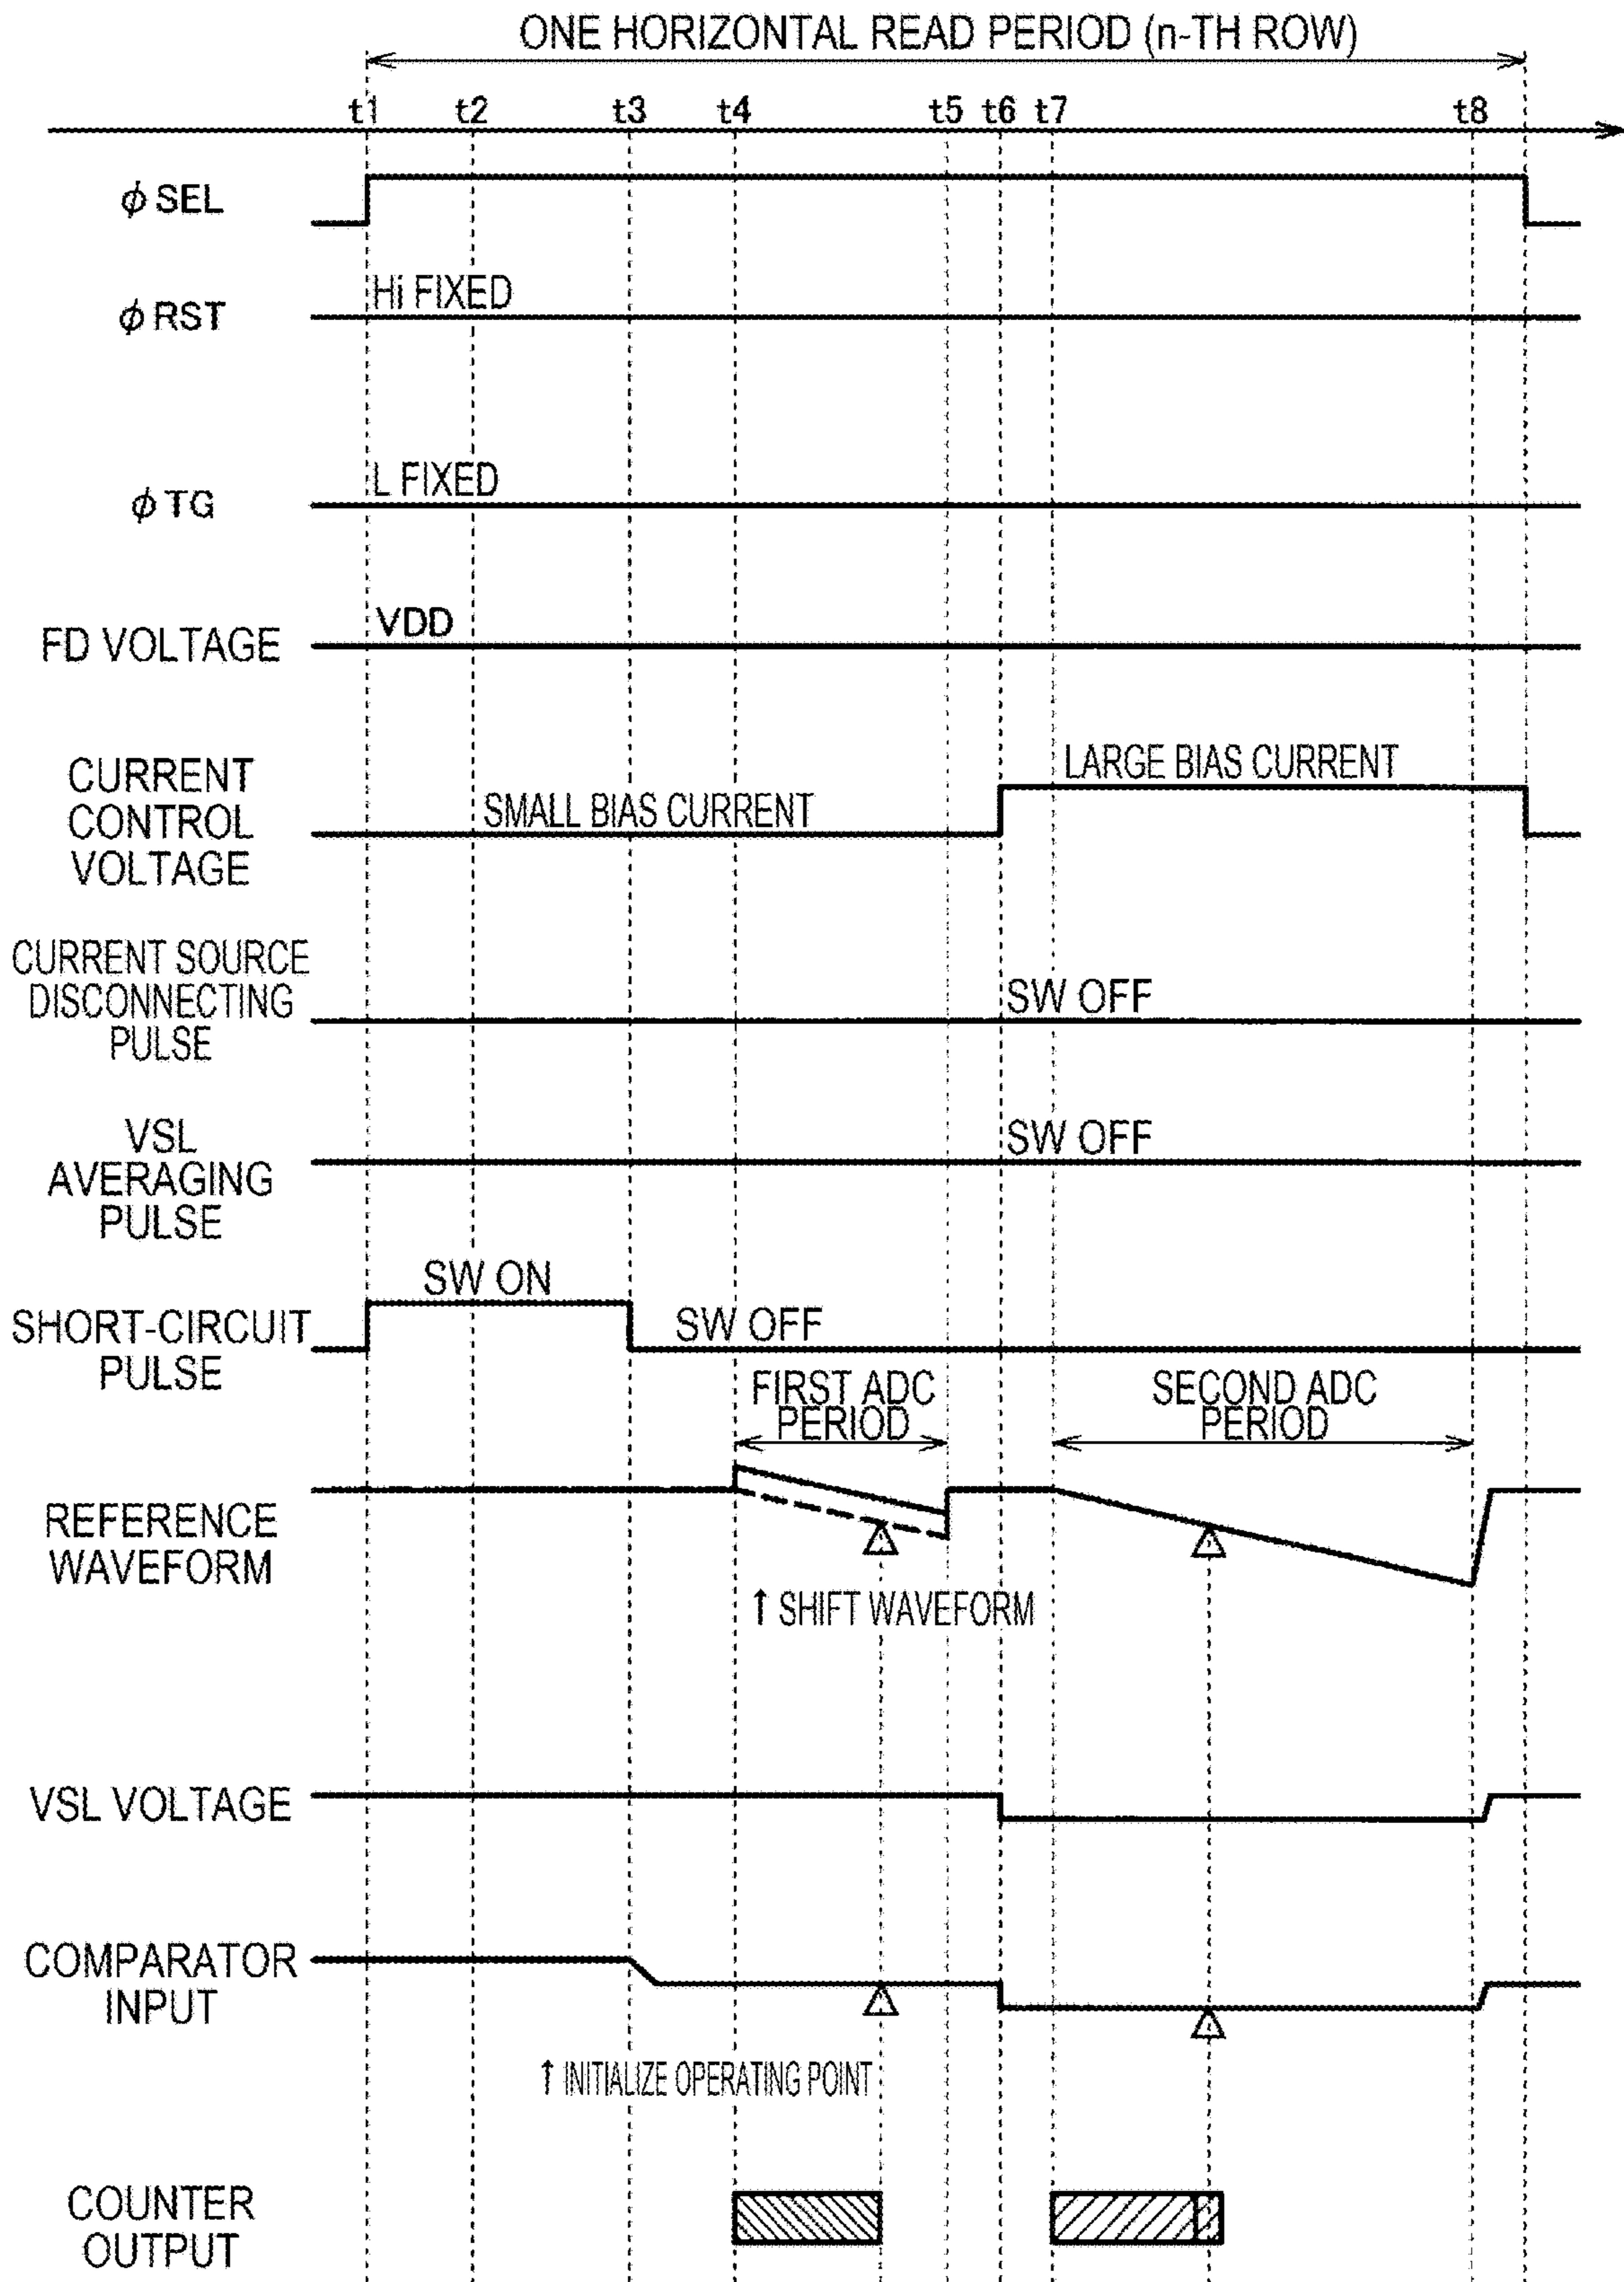 ONE HORIZONTAL READ PERIOD (n-TH ROW)
t1 t2 t3 t4 t5 t6 t7 t8
ϕ SEL
Hi FIXED
ϕ RST
L FIXED
ϕ TG
VDD
FD VOLTAGE
LARGE BIAS CURRENT
CURRENT
CONTROL
VOLTAGE
SMALL BIAS CURRENT
CURRENT SOURCE
DISCONNECTING
PULSE
SW OFF
VSL
AVERAGING
PULSE
SW OFF
SW ON
SHORT-CIRCUIT
PULSE
SW OFF
FIRST ADC
PERIOD
SECOND ADC
PERIOD
REFERENCE
WAVEFORM
↑ SHIFT WAVEFORM
VSL VOLTAGE
COMPARATOR
INPUT
↑ INITIALIZE OPERATING POINT
COUNTER
OUTPUT